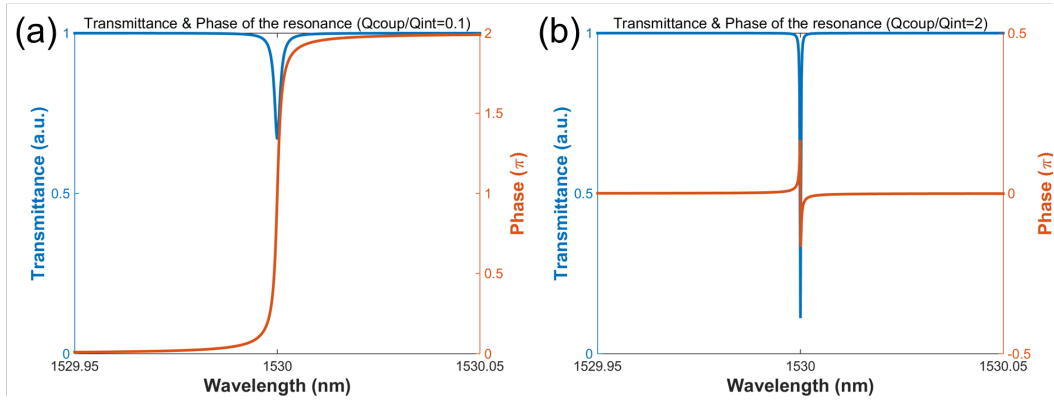 (a)
Transmittance & Phase of the resonance (Qcoup/Qint=0.1)
1
0.5
0
Transmittance (a.u.)
2
1.5
1
0.5
0
Phase (π)
1529.95
1530
1530.05
Wavelength (nm)
(b)
Transmittance & Phase of the resonance (Qcoup/Qint=2)
1
0.5
0
Transmittance (a.u.)
0.5
0
-0.5
Phase (π)
1529.95
1530
1530.05
Wavelength (nm)